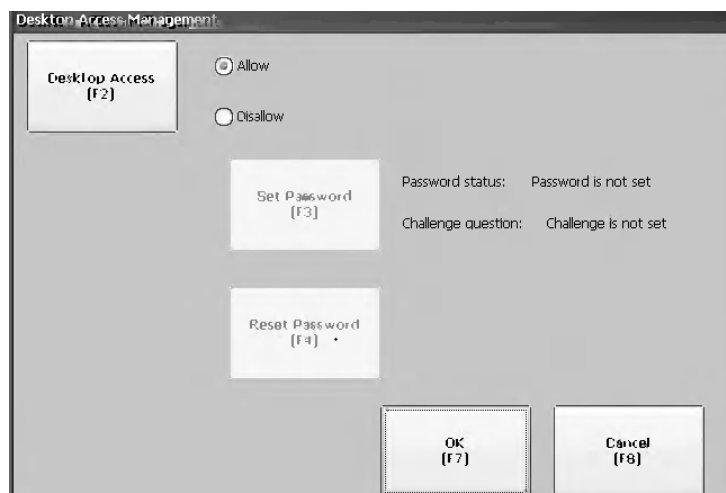 Desktop Access Management
Desktop Access
[F2]
Allow
Disallow
Set Password
[F3]
Password status: Password is not set
Challenge question: Challenge is not set
Reset Password
[F4]
OK
[F7]
Cancel
[F8]